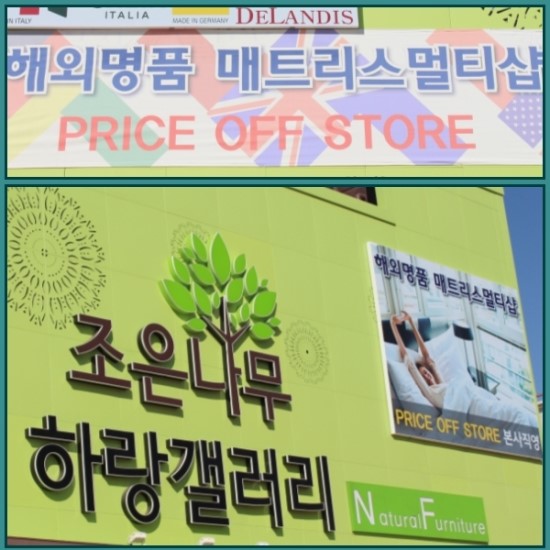 ITALIA
MADE IN GERMANY
DELANDIS
해외명품 매트리스멀티샵
PRICE OFF STORE
조은나무
하랑갤러리
해외명품 매트리스멀티샵
PRICE OFF STORE 본사직영
Natural Furniture